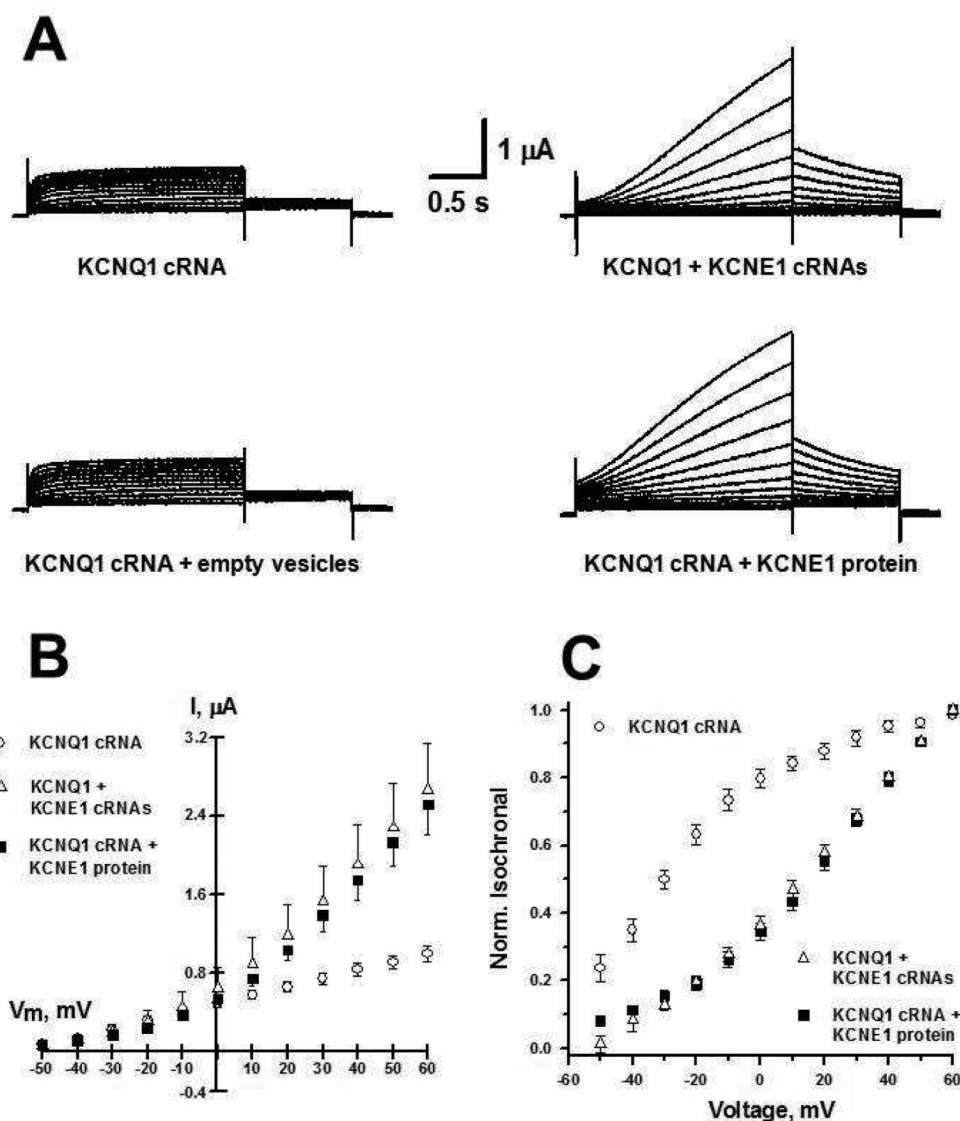 A
1 μA
0.5 s
KCNQ1 cRNA
KCNQ1 + KCNE1 cRNAs
KCNQ1 cRNA + empty vesicles
KCNQ1 cRNA + KCNE1 protein
B
I, μA
3.2
2.4
1.6
0.8
-0.4
KCNQ1 cRNA
KCNQ1 +
KCNE1 cRNAs
KCNQ1 cRNA +
KCNE1 protein
Vm, mV
-50 -40 -30 -20 -10 0 10 20 30 40 50 60
C
Norm. Isochronal
1.0
0.8
0.6
0.4
0.2
0.0
KCNQ1 cRNA
KCNQ1 +
KCNE1 cRNAs
KCNQ1 cRNA +
KCNE1 protein
-60 -40 -20 0 20 40 60
Voltage, mV